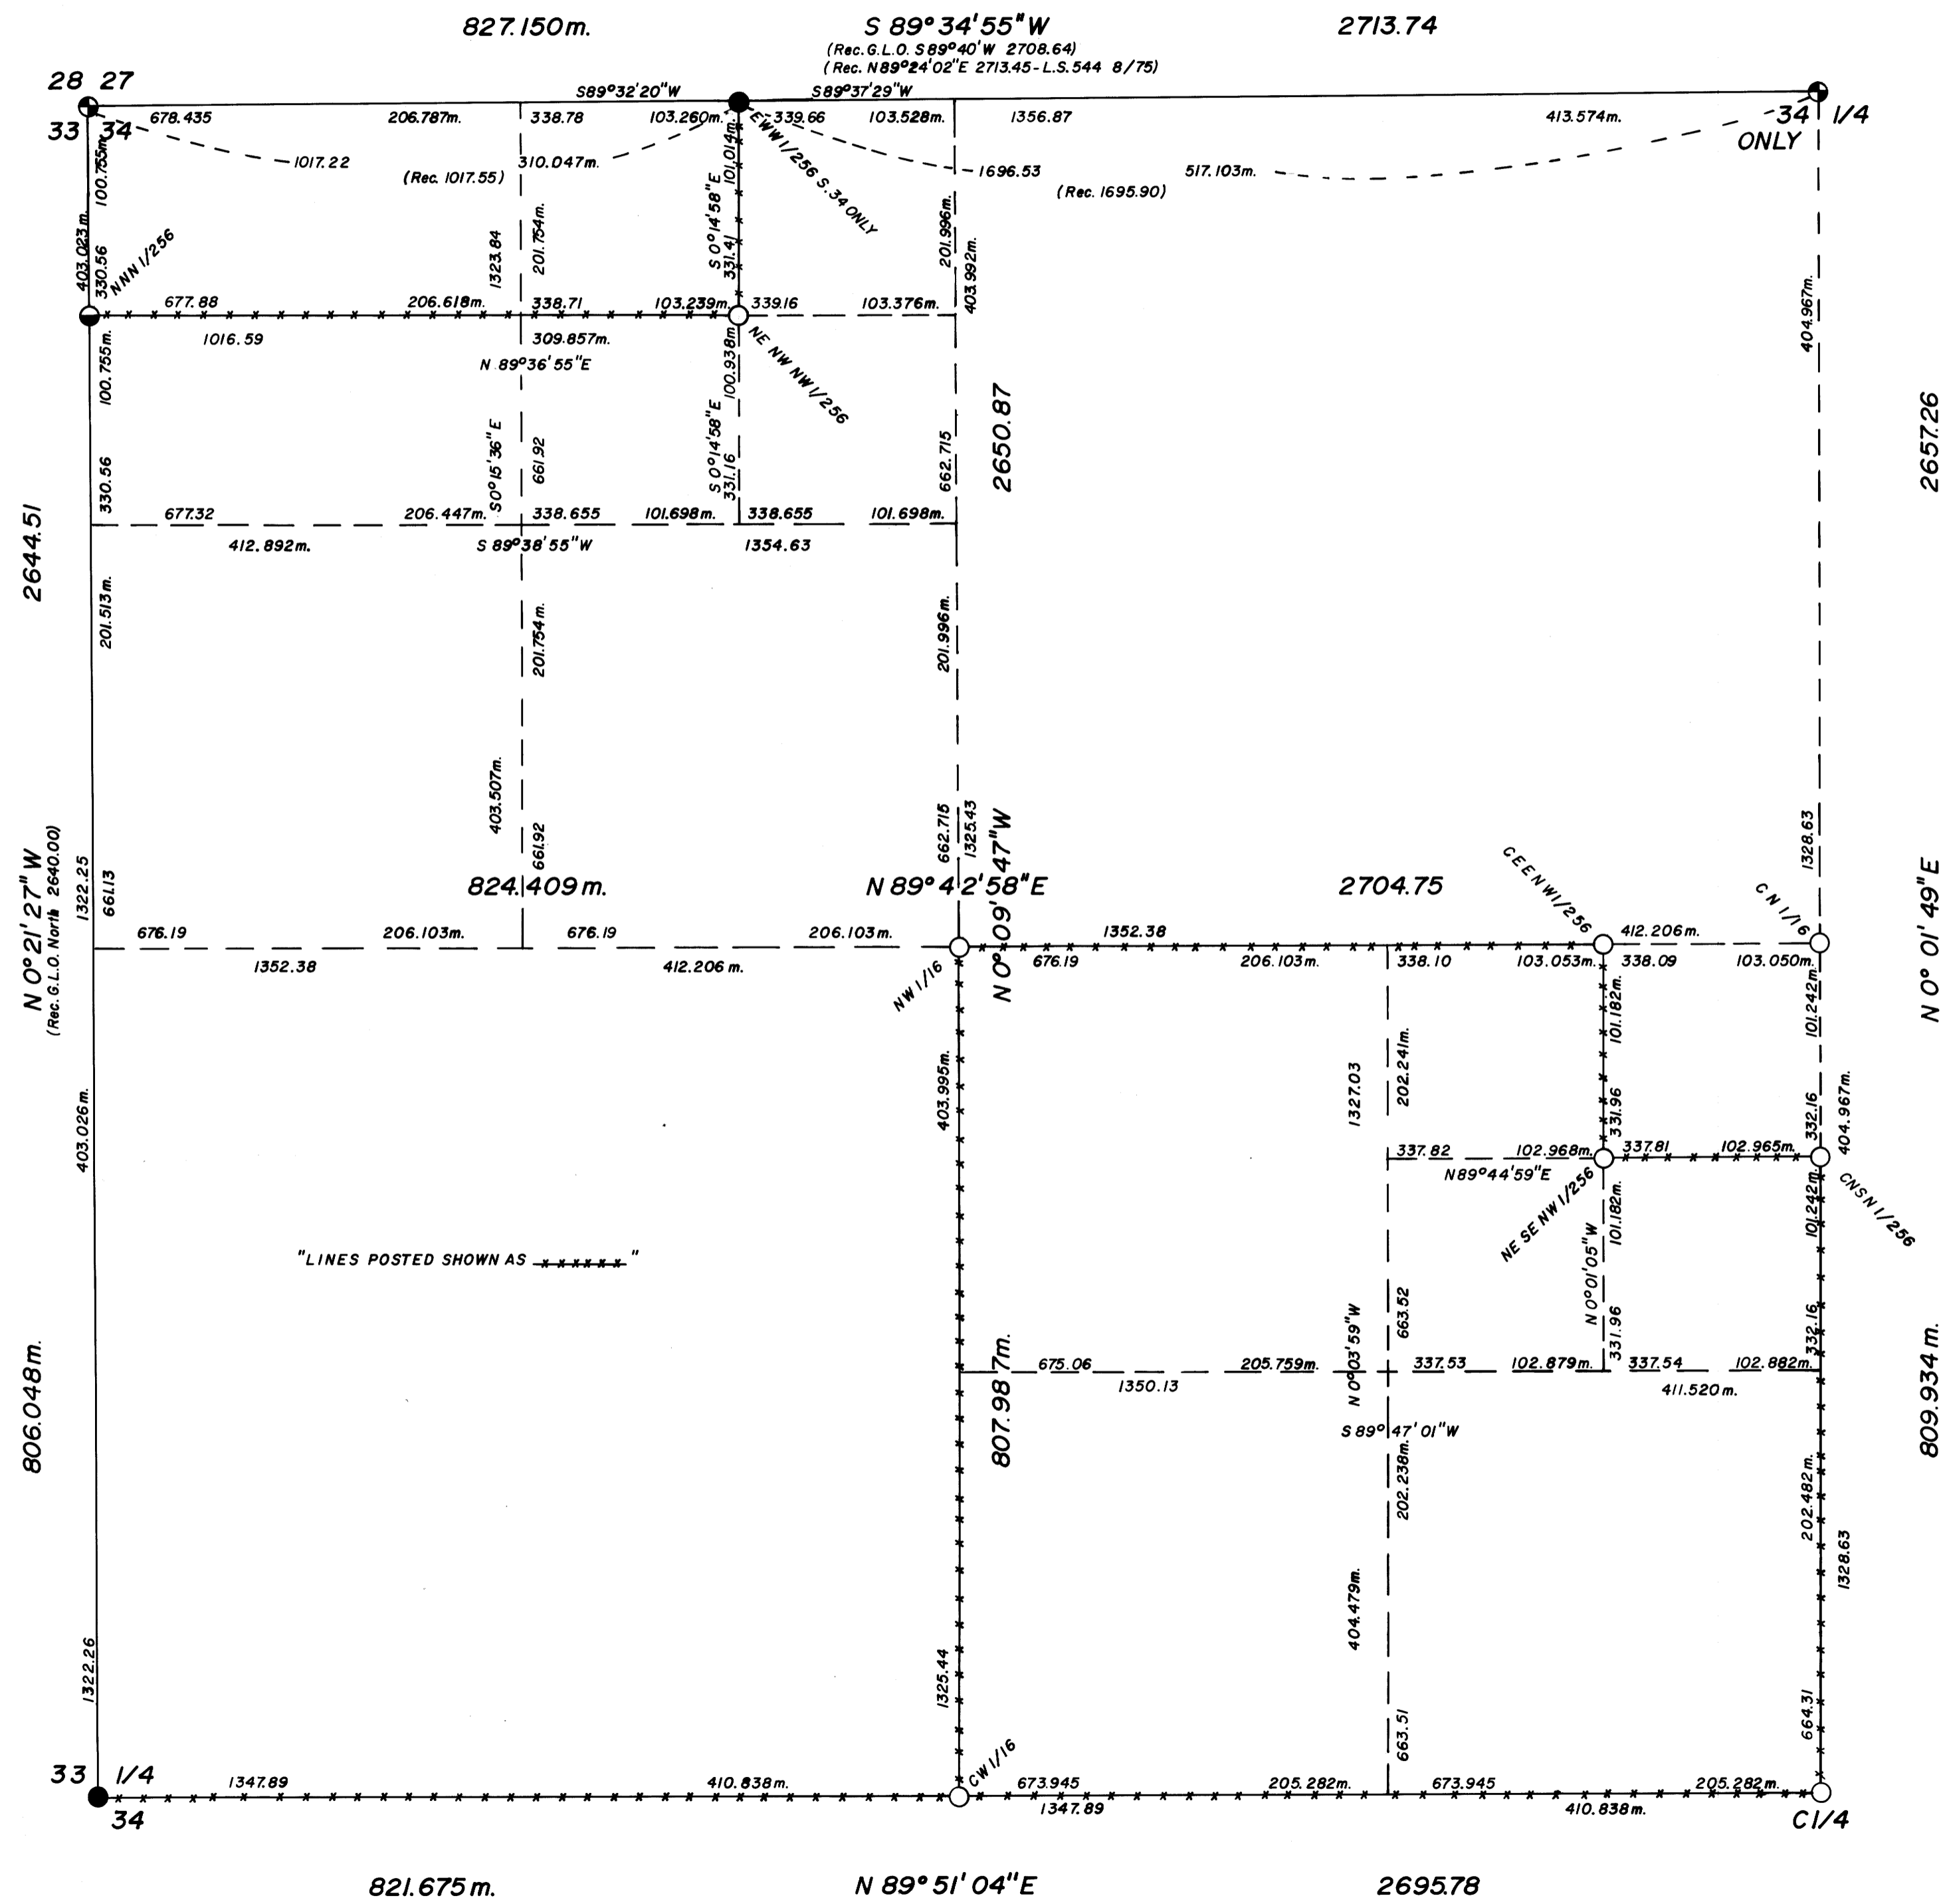 827.150m. S 89°34'55"W 2713.74
(Rec. G.L.O. S89°40'W 2708.64)
(Rec. N89°24'02"E 2713.45-L.S.544 8/75)
28 27
S89°32'20"W S89°37'29"W
33 34
678.435 206.787m. 338.78 103.260m. 339.66 103.528m. 1356.87 413.574m.
34 1/4
ONLY
1017.22 310.047m. 1696.53 517.103m.
(Rec. 1017.55) (Rec. 1695.90)
EWW1/256 S.34 ONLY
100.755m.
403.023m.
330.56
NNN1/256
1323.84
201.754m.
S 0°14'58"E
101.014m.
331.41
201.996m.
403.992m.
404.967m.
677.88 206.618m. 338.71 103.239m. 339.16 103.376m.
1016.59 309.857m.
N 89°36'55"E
NE NW NW1/256
100.755m.
330.56
S0°15'36"E
661.92
S 0°14'58"E
100.938m.
331.16
662.715
2650.87
2657.26
2644.51
677.32 206.447m. 338.655 101.698m. 338.655 101.698m.
412.892m. S 89°38'55"W 1354.63
201.513m.
201.754m.
201.996m.
403.507m.
661.92
662.715
1325.43
1328.63
N 0°21'27"W
(Rec. G.L.O. North 2640.00)
1322.25
661.13
N 0°09'47"W
N 0°01'49"E
824.409m. N 89°42'58"E 2704.75
CEENW1/256
CN 1/16
676.19 206.103m. 676.19 206.103m. 1352.38 412.206m.
1352.38 412.206m. 676.19 206.103m. 338.10 103.053m. 338.09 103.050m.
NW 1/16
403.026m.
403.995m.
1327.03
202.241m.
101.182m.
331.96
101.242m.
332.16
404.967m.
337.82 102.968m. 337.81 102.965m.
N89°44'59"E
NE SE NW1/256
CNSN1/256
101.182m.
N 0°01'05"W
331.96
101.242m.
332.16
"LINES POSTED SHOWN AS xxxxxx"
806.048m.
807.987m.
N 0°03'59"W
663.52
809.934m.
675.06 205.759m. 337.53 102.879m. 337.54 102.882m.
1350.13 411.520m.
S 89°47'01"W
202.238m.
202.482m.
404.479m.
1328.63
1322.26
1325.44
663.51
664.31
33 1/4
CW1/16
1347.89 410.838m. 673.945 205.282m. 673.945 205.282m.
1347.89 410.838m.
34 C1/4
821.675m. N 89°51'04"E 2695.78